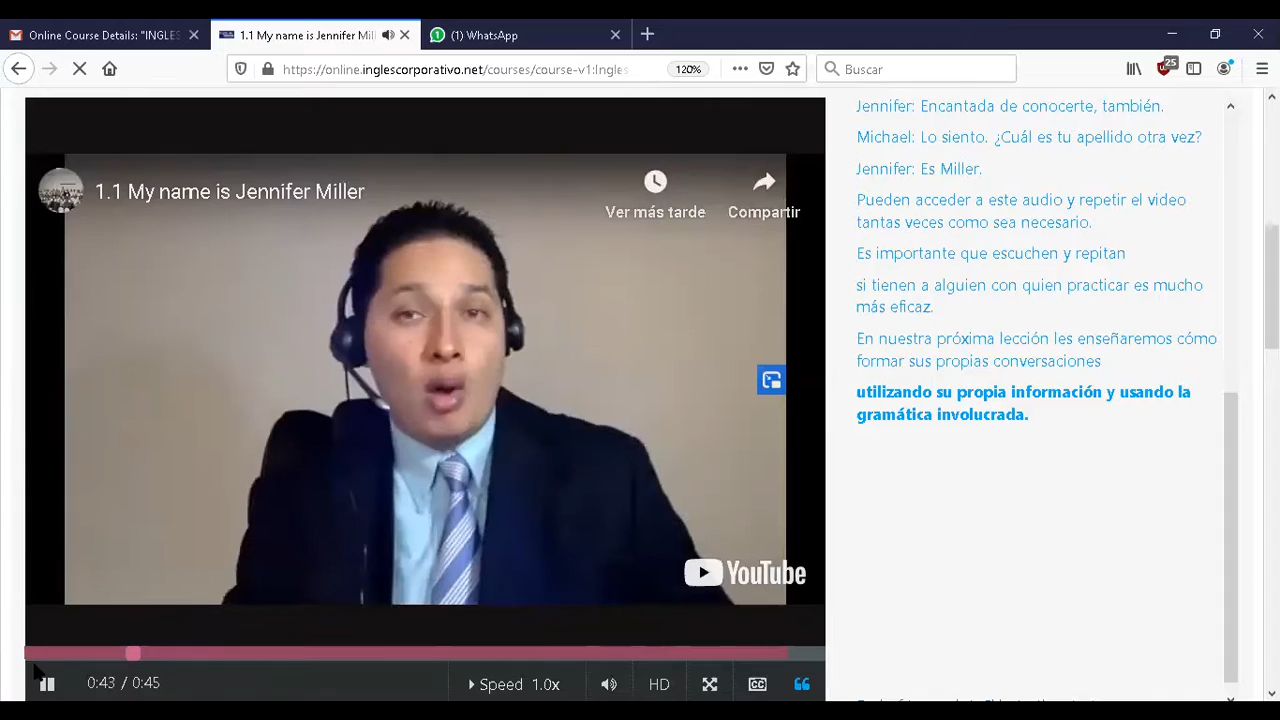 Online Course Details: "INGLES
1.1 My name is Jennifer Mil
(1) WhatsApp
https://online.inglescorporativo.net/courses/course-v1:Ingles
120%
Buscar
25
1.1 My name is Jennifer Miller
Ver más tarde
Compartir
YouTube
0:43 / 0:45
Speed 1.0x
HD
Jennifer: Encantada de conocerte, también.
Michael: Lo siento. ¿Cuál es tu apellido otra vez?
Jennifer: Es Miller.
Pueden acceder a este audio y repetir el video
tantas veces como sea necesario.
Es importante que escuchen y repitan
si tienen a alguien con quien practicar es mucho
más eficaz.
En nuestra próxima lección les enseñaremos cómo
formar sus propias conversaciones
utilizando su propia información y usando la
gramática involucrada.